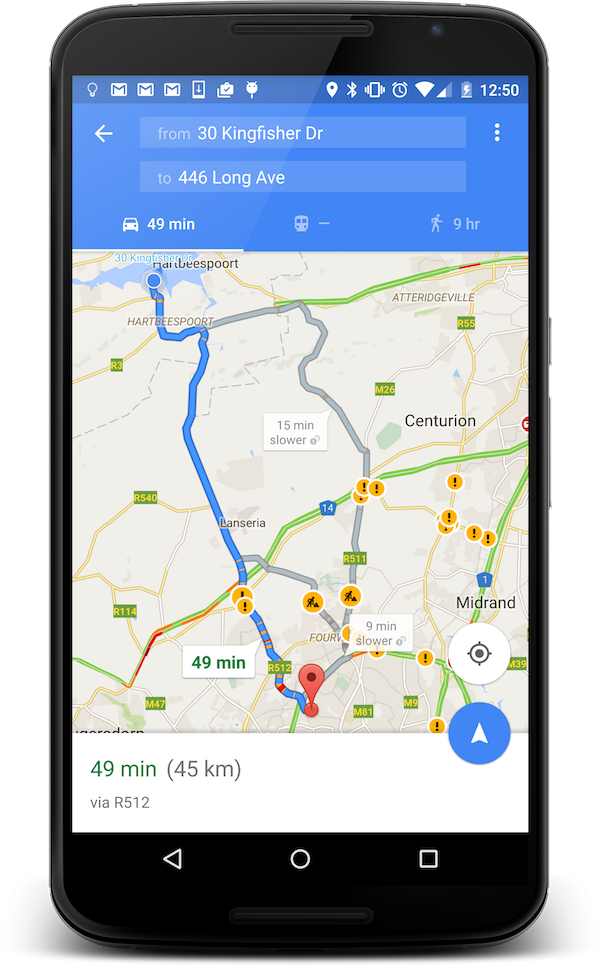 12:50
from 30 Kingfisher Dr
to 446 Long Ave
49 min
—
9 hr
30 Kingfisher Dr
Hartbeespoort
ATTERIDGEVILLE
HARTBEESPOORT
R55
R3
M26
15 min
slower
Centurion
R540
14
Lanseria
R511
1
R114
Midrand
9 min
slower
FOURW
49 min
R512
M39
M47
M81
M9
49 min (45 km)
via R512